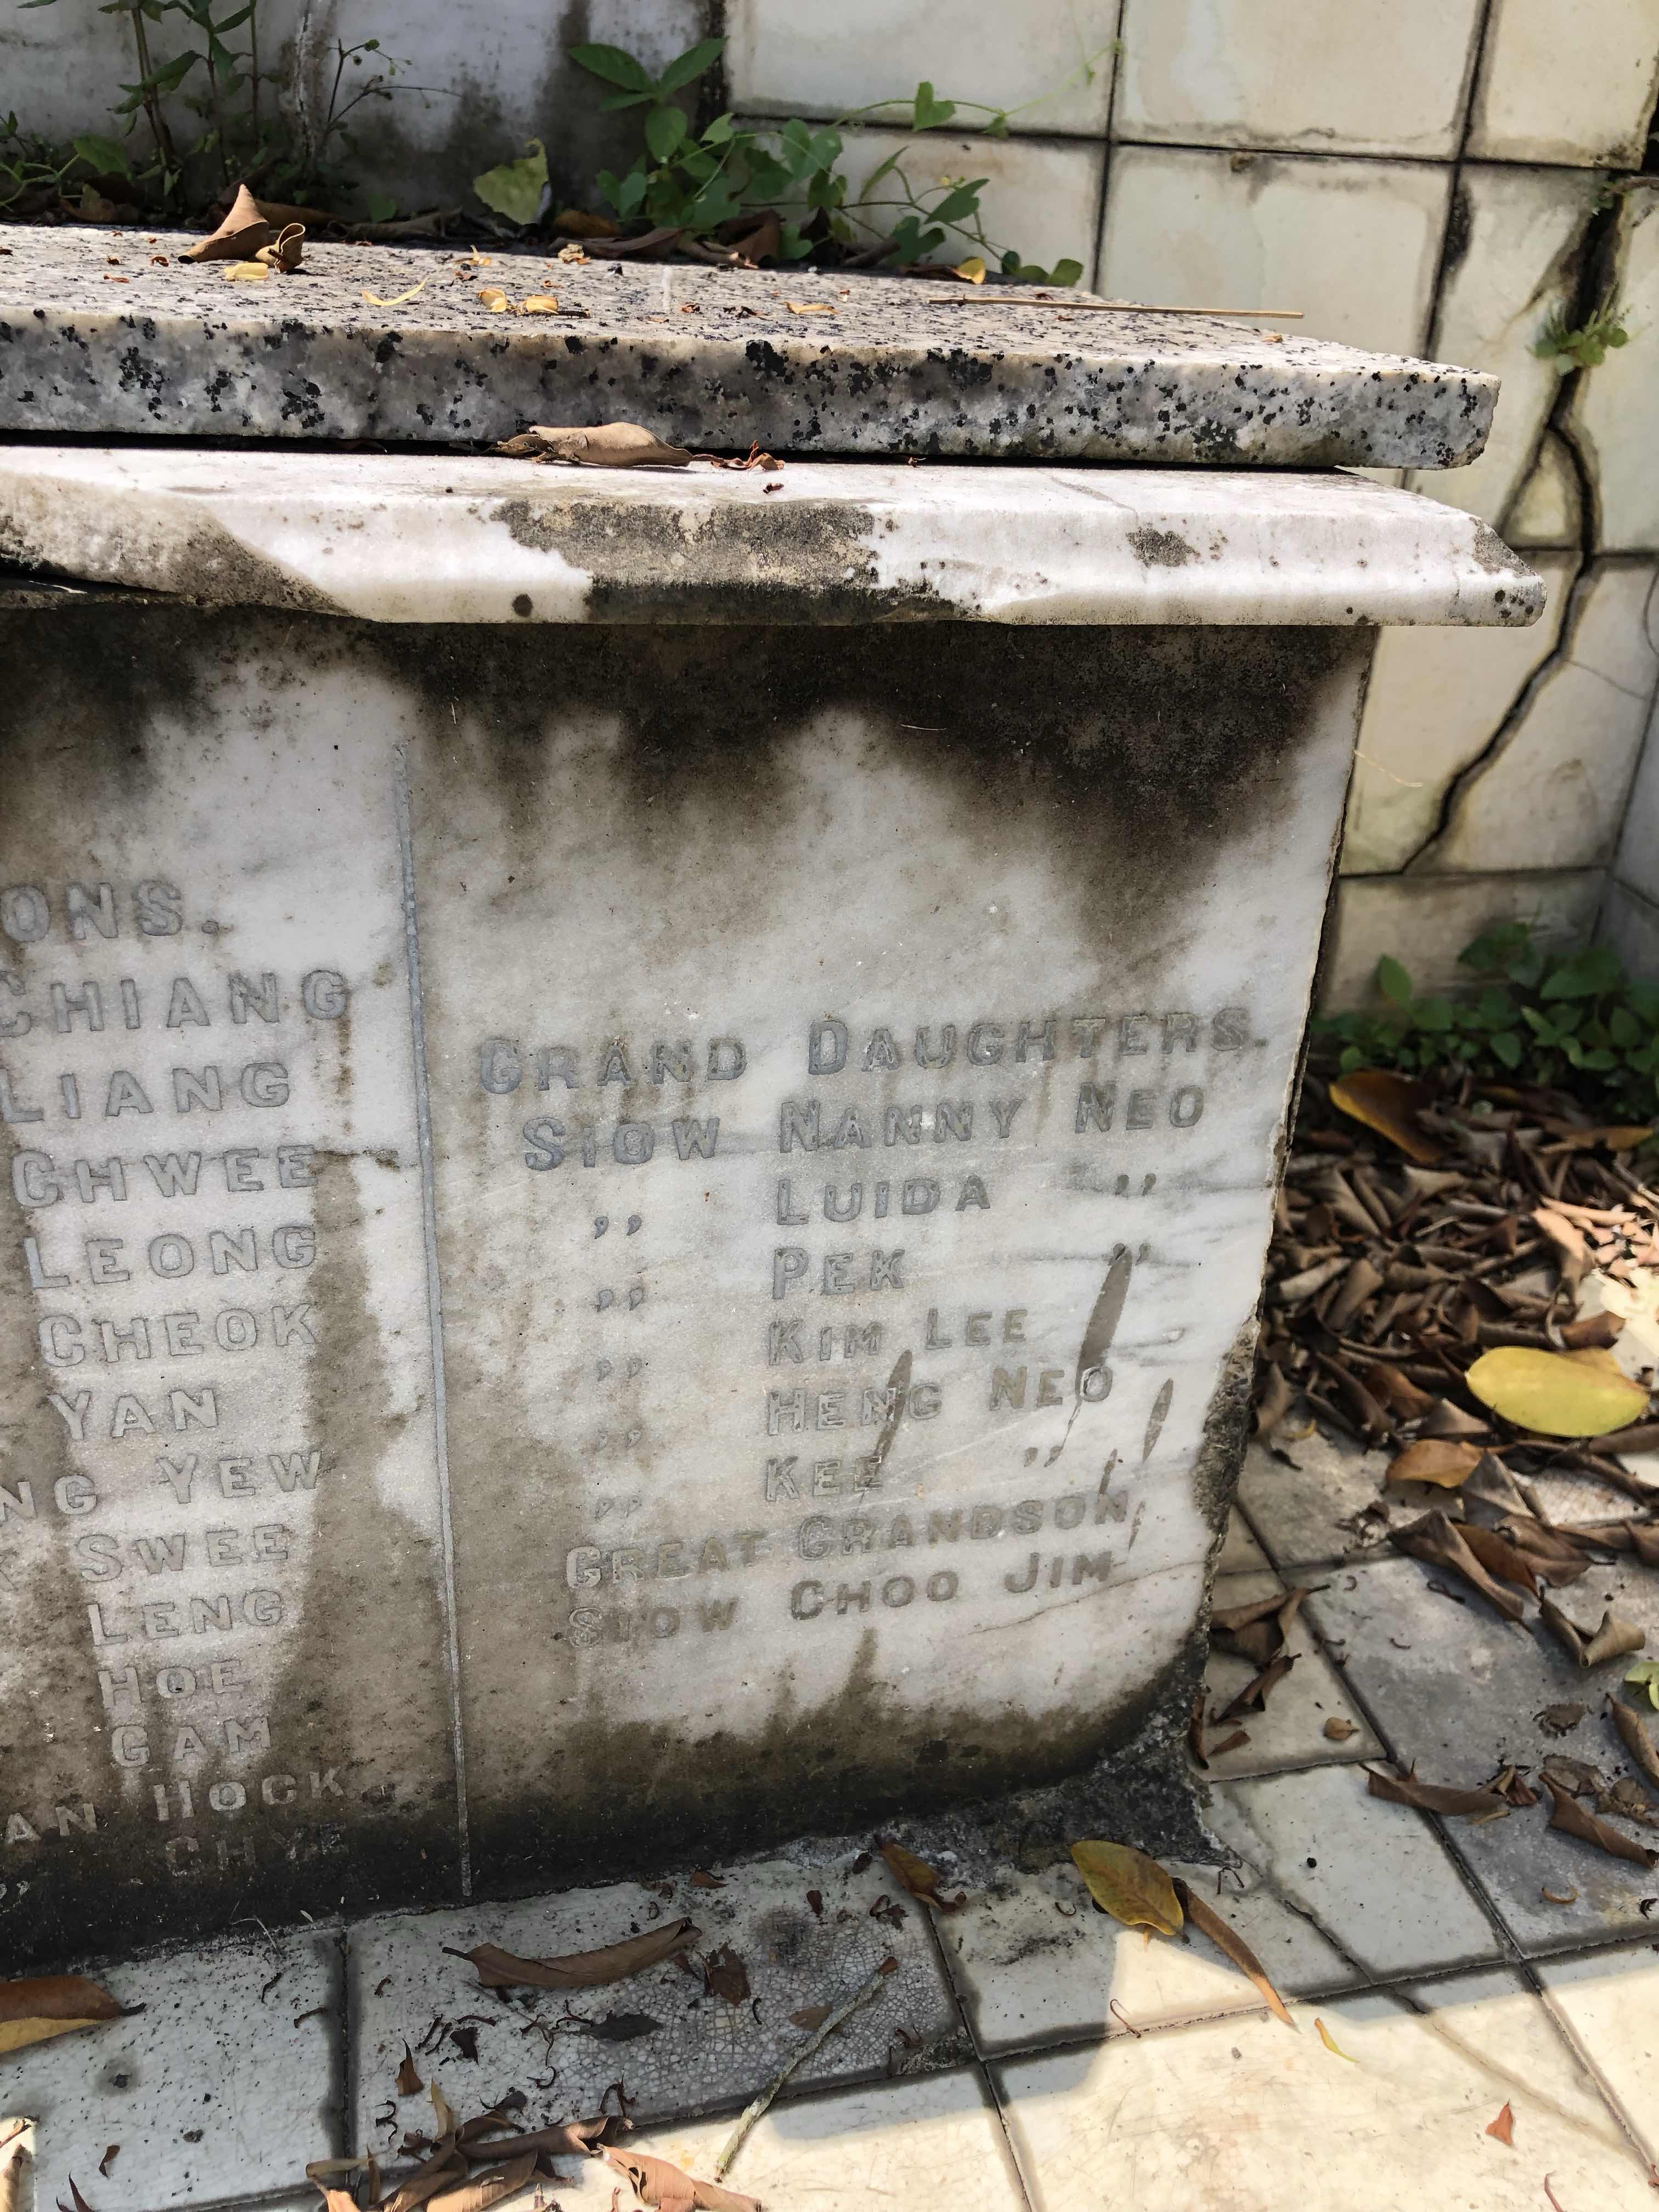 ONS.
CHIANG
LIANG
CHWEE
LEONG
CHEOK
YAN
NG YEW
SWEE
LENG
HOE
GAM
AN HOCK
CHYE
GRAND DAUGHTERS.
SIOW NANNY NEO
,, LUIDA ,,
,, PEK ,,
,, KIM LEE
,, HENG NEO
,, KEE ,,
GREAT GRANDSON
SIOW CHOO JIM